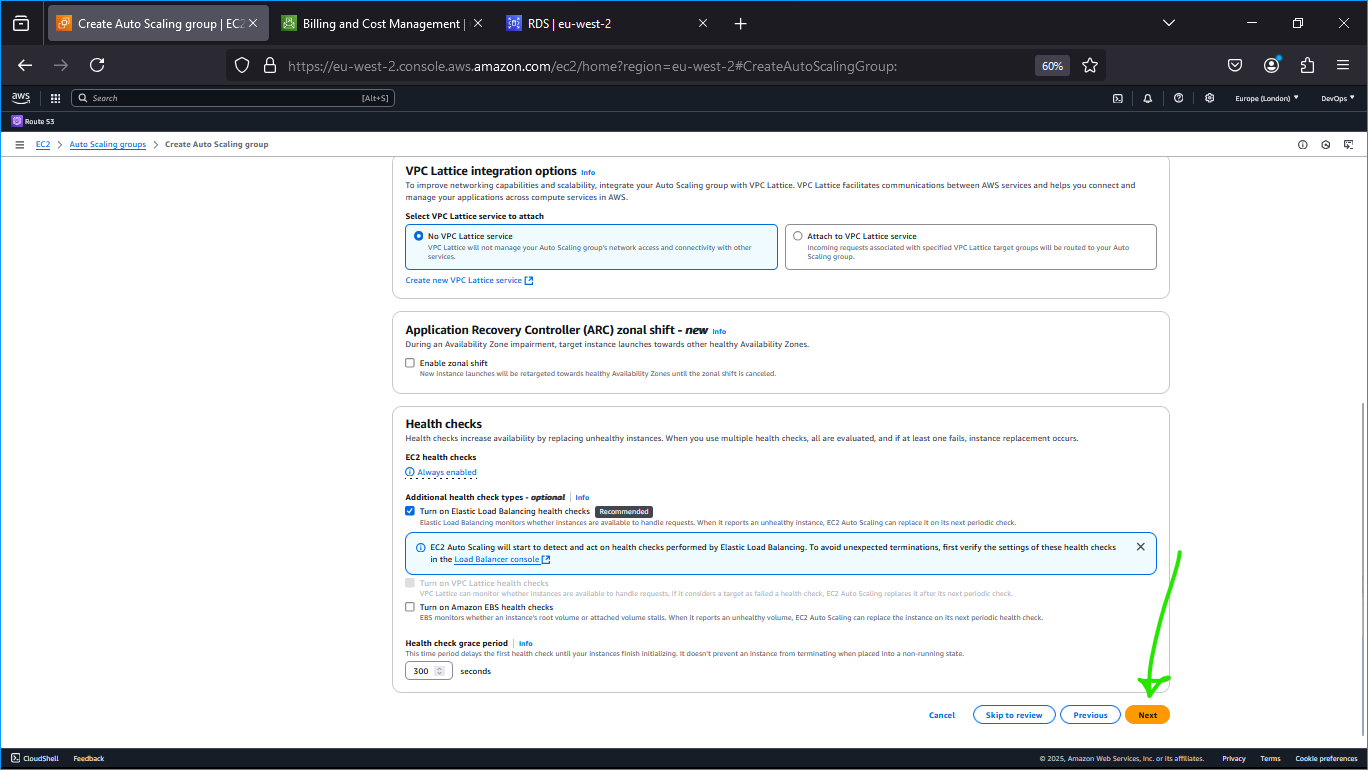 Create Auto Scaling group | EC2
Billing and Cost Management |
RDS | eu-west-2
https://eu-west-2.console.aws.amazon.com/ec2/home?region=eu-west-2#CreateAutoScalingGroup:
60%
aws
Search
[Alt+S]
Europe (London)
DevOps
Route 53
EC2
Auto Scaling groups
Create Auto Scaling group
VPC Lattice integration options Info
To improve networking capabilities and scalability, integrate your Auto Scaling group with VPC Lattice. VPC Lattice facilitates communications between AWS services and helps you connect and
manage your applications across compute services in AWS.
Select VPC Lattice service to attach
No VPC Lattice service
VPC Lattice will not manage your Auto Scaling group's network access and connectivity with other
services.
Attach to VPC Lattice service
Incoming requests associated with specified VPC Lattice target groups will be routed to your Auto
Scaling group.
Create new VPC Lattice service
Application Recovery Controller (ARC) zonal shift - new Info
During an Availability Zone impairment, target instance launches towards other healthy Availability Zones.
Enable zonal shift
New instance launches will be retargeted towards healthy Availability Zones until the zonal shift is canceled.
Health checks
Health checks increase availability by replacing unhealthy instances. When you use multiple health checks, all are evaluated, and if at least one fails, instance replacement occurs.
EC2 health checks
Always enabled
Additional health check types - optional Info
Turn on Elastic Load Balancing health checks Recommended
Elastic Load Balancing monitors whether instances are available to handle requests. When it reports an unhealthy instance, EC2 Auto Scaling can replace it on its next periodic check.
EC2 Auto Scaling will start to detect and act on health checks performed by Elastic Load Balancing. To avoid unexpected terminations, first verify the settings of these health checks
in the Load Balancer console
Turn on VPC Lattice health checks
VPC Lattice can monitor whether instances are available to handle requests. If it considers a target as failed a health check, EC2 Auto Scaling replaces it after its next periodic check.
Turn on Amazon EBS health checks
EBS monitors whether an instance's root volume or attached volume stalls. When it reports an unhealthy volume, EC2 Auto Scaling can replace the instance on its next periodic health check.
Health check grace period Info
This time period delays the first health check until your instances finish initializing. It doesn't prevent an instance from terminating when placed into a non-running state.
300
seconds
Cancel
Skip to review
Previous
Next
CloudShell
Feedback
© 2025, Amazon Web Services, Inc. or its affiliates.
Privacy
Terms
Cookie preferences